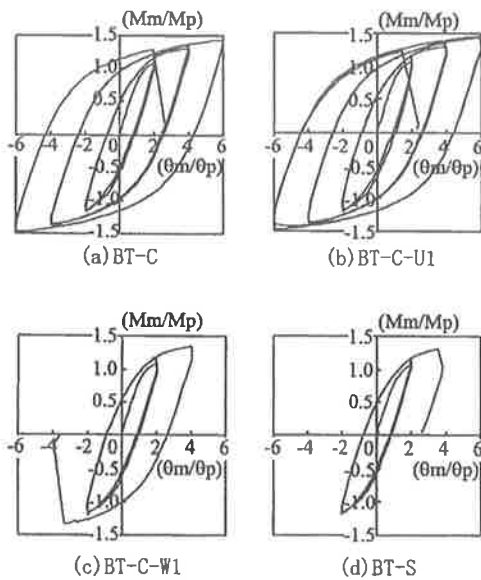 (Mm/Mp) (Mm/Mp)
1.5 1.5
1.0 1.0
0.5 0.5
-6 -4 -2 0 2 4 6 -6 -4 -2 0 2 4 6
-0.5 (θm/θp) -0.5 (θm/θp)
-1.0 -1.0
-1.5 -1.5
(a)BT-C (b)BT-C-U1
(Mm/Mp) (Mm/Mp)
1.5 1.5
1.0 1.0
0.5 0.5
-6 -4 -2 0 2 4 6 -6 -4 -2 0 2 4 6
-0.5 (θm/θp) -0.5 (θm/θp)
-1.0 -1.0
-1.5 -1.5
(c)BT-C-W1 (d)BT-S